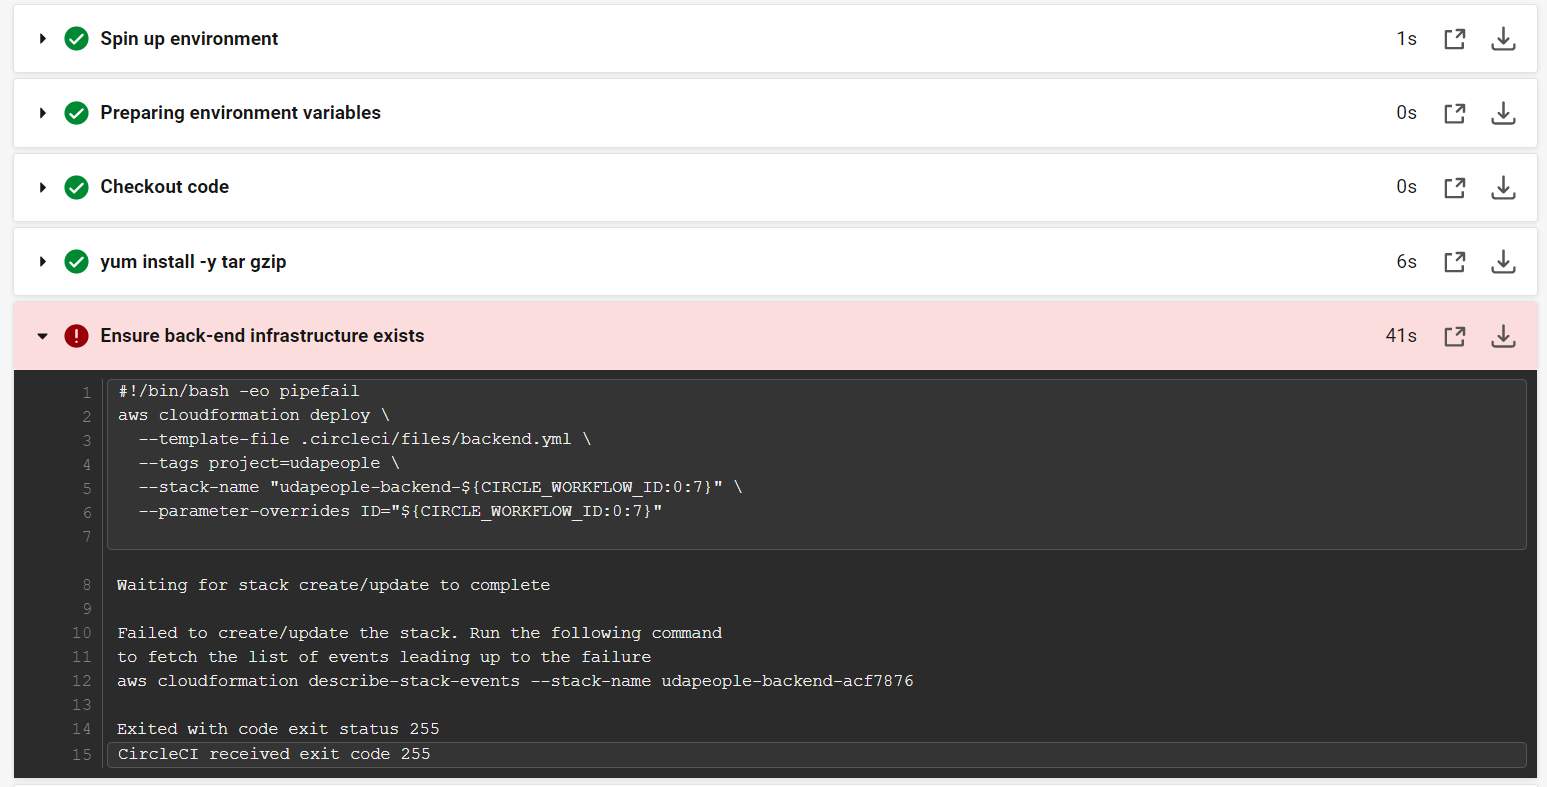 Spin up environment 1s
Preparing environment variables 0s
Checkout code 0s
yum install -y tar gzip 6s
Ensure back-end infrastructure exists 41s
1 #!/bin/bash -eo pipefail
2 aws cloudformation deploy \
3 --template-file .circleci/files/backend.yml \
4 --tags project=udapeople \
5 --stack-name "udapeople-backend-${CIRCLE_WORKFLOW_ID:0:7}" \
6 --parameter-overrides ID="${CIRCLE_WORKFLOW_ID:0:7}"
7
8 Waiting for stack create/update to complete
9
10 Failed to create/update the stack. Run the following command
11 to fetch the list of events leading up to the failure
12 aws cloudformation describe-stack-events --stack-name udapeople-backend-acf7876
13
14 Exited with code exit status 255
15 CircleCI received exit code 255